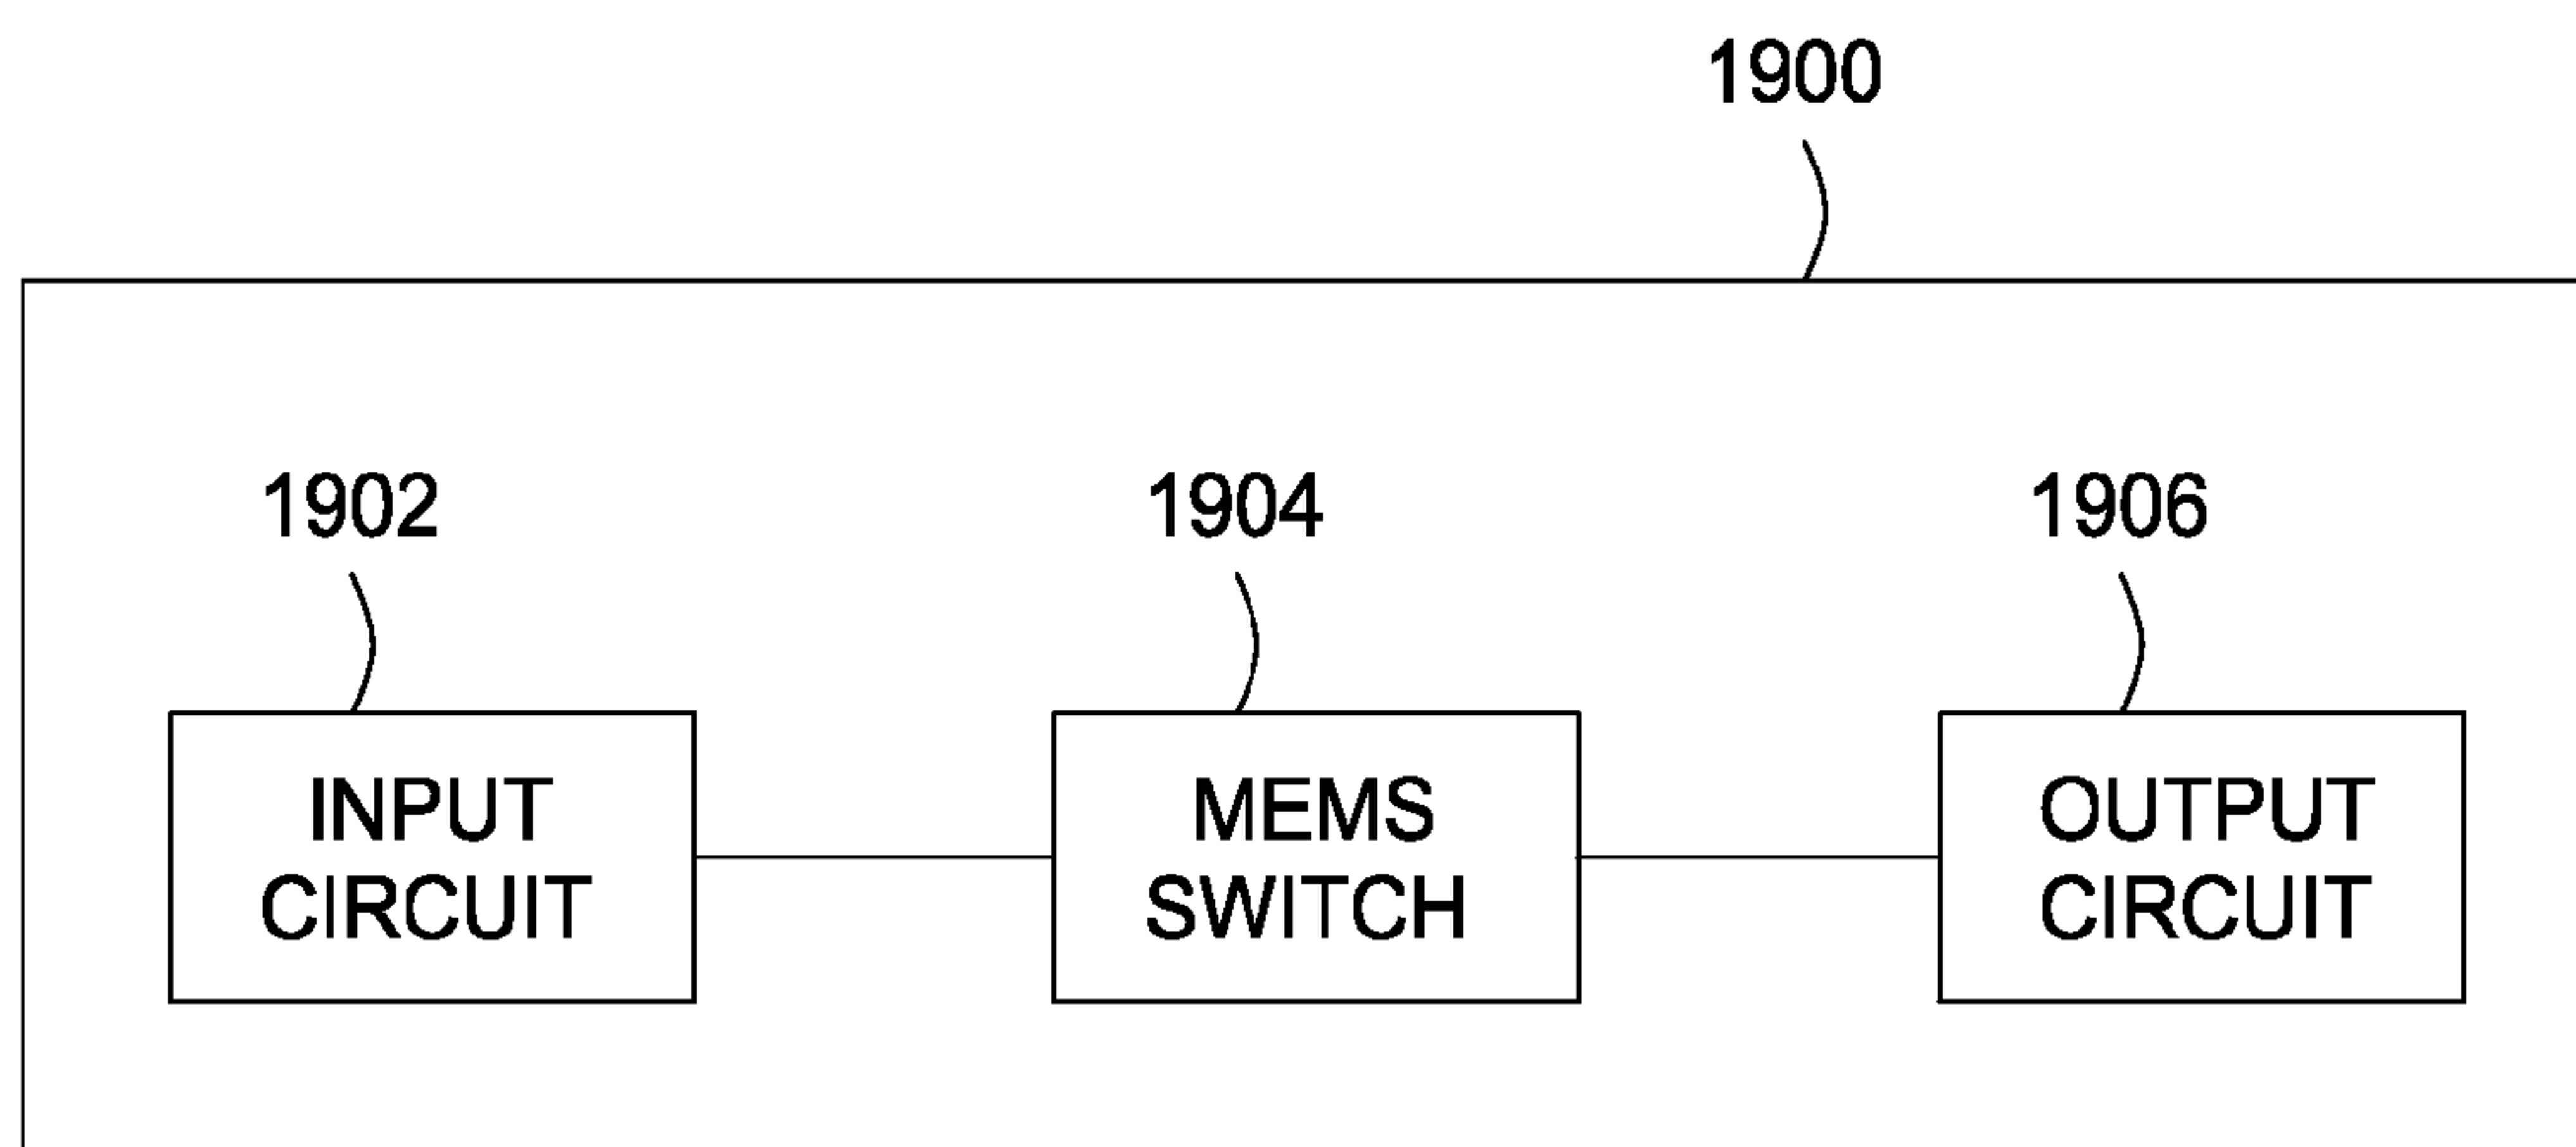 1900
1902
1904
1906
INPUT
CIRCUIT
MEMS
SWITCH
OUTPUT
CIRCUIT